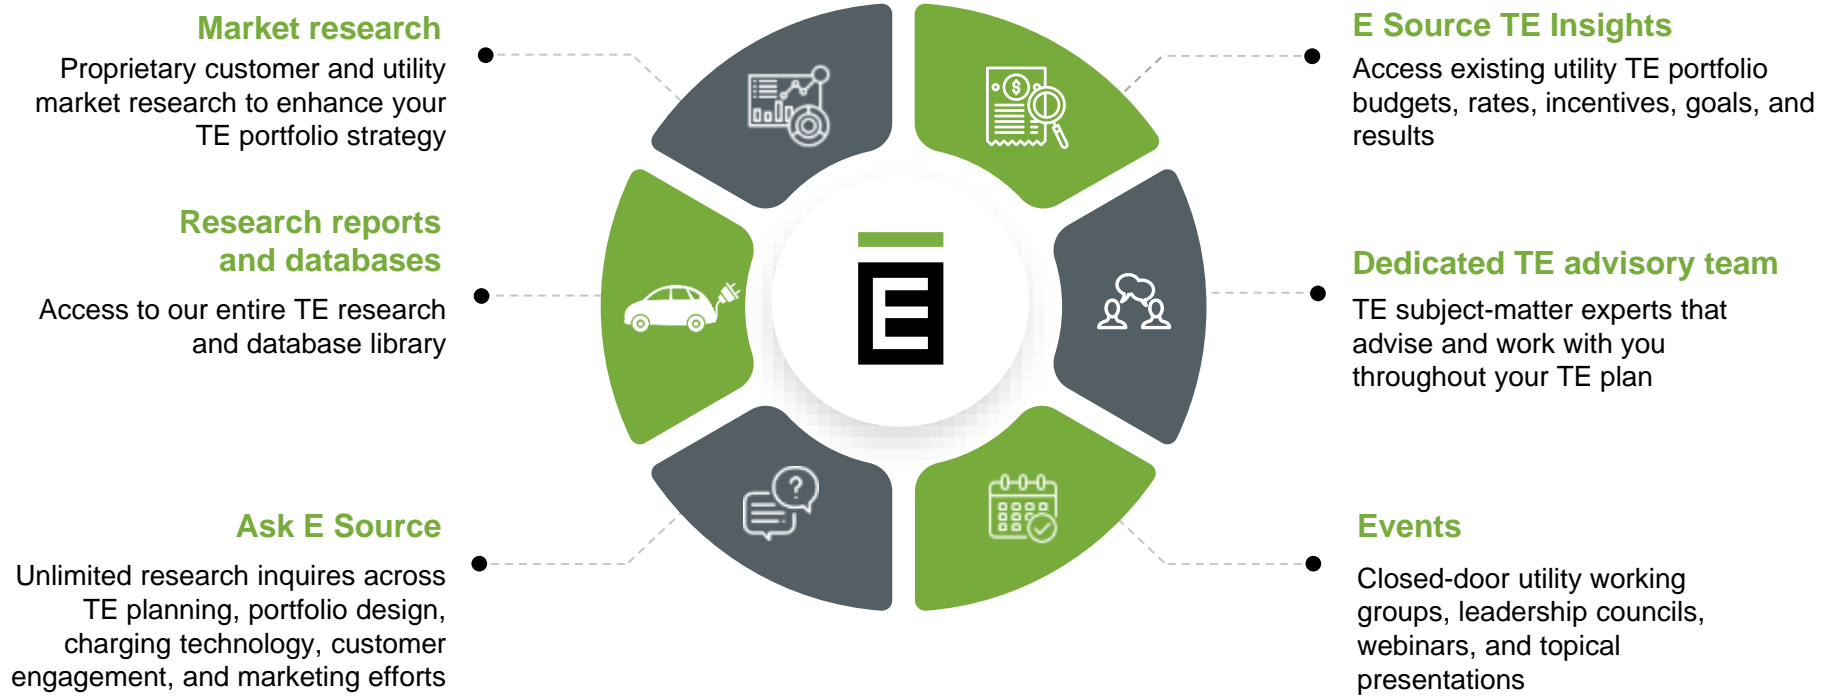 Market research
Proprietary customer and utility
market research to enhance your
TE portfolio strategy
Research reports
and databases
Access to our entire TE research
and database library
Ask E Source
Unlimited research inquires across
TE planning, portfolio design,
charging technology, customer
engagement, and marketing efforts
E Source TE Insights
Access existing utility TE portfolio
budgets, rates, incentives, goals, and
results
Dedicated TE advisory team
TE subject-matter experts that
advise and work with you
throughout your TE plan
Events
Closed-door utility working
groups, leadership councils,
webinars, and topical
presentations
$
?
E